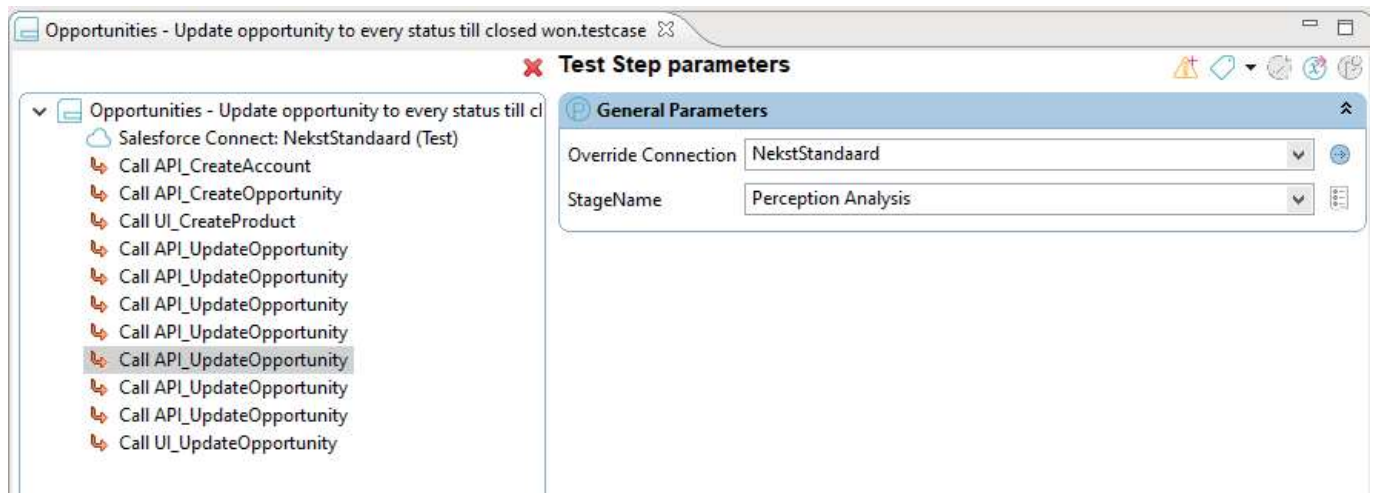 Opportunities - Update opportunity to every status till closed won.testcase
Test Step parameters
Opportunities - Update opportunity to every status till cl
Salesforce Connect: NekstStandaard (Test)
Call API_CreateAccount
Call API_CreateOpportunity
Call UI_CreateProduct
Call API_UpdateOpportunity
Call API_UpdateOpportunity
Call API_UpdateOpportunity
Call API_UpdateOpportunity
Call API_UpdateOpportunity
Call API_UpdateOpportunity
Call API_UpdateOpportunity
Call UI_UpdateOpportunity
General Parameters
Override Connection NekstStandaard
StageName Perception Analysis